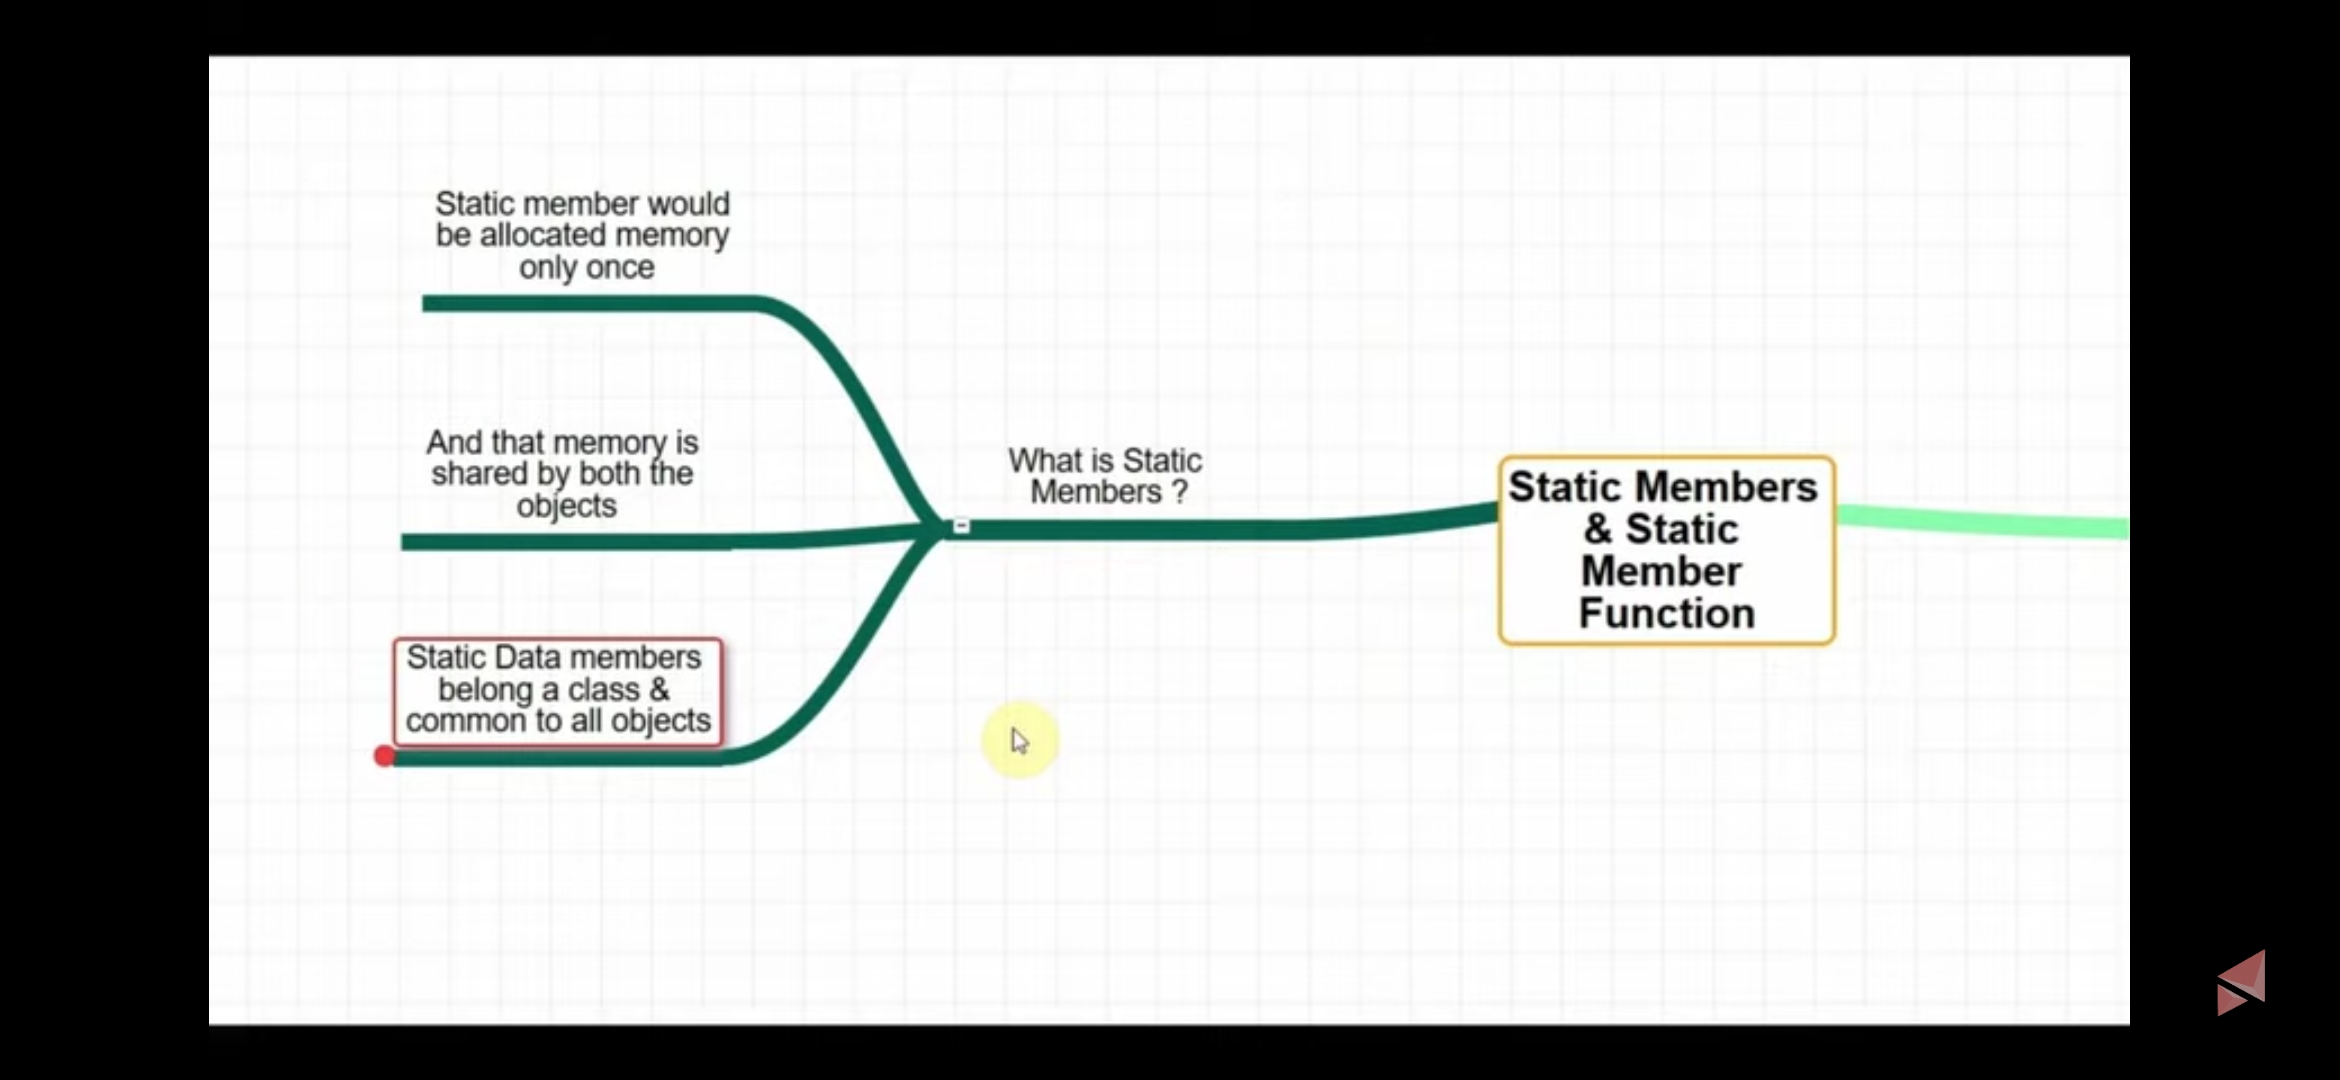 Static member would
be allocated memory
only once
And that memory is
shared by both the
objects
Static Data members
belong a class &
common to all objects
What is Static
Members ?
Static Members
& Static
Member
Function